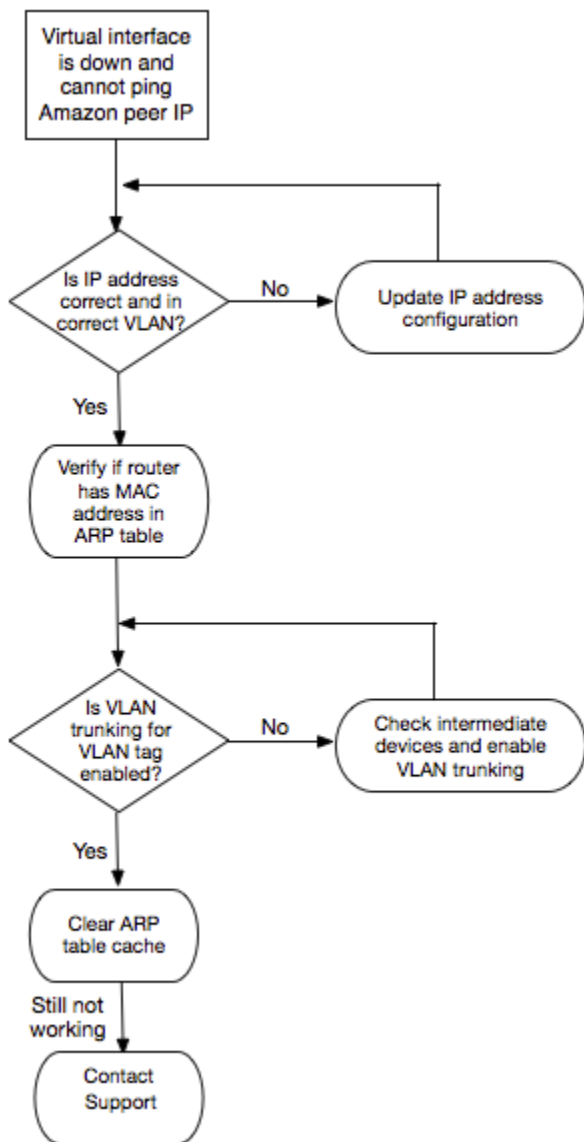 Virtual interface
is down and
cannot ping
Amazon peer IP
Is IP address
correct and in
correct VLAN?
No
Update IP address
configuration
Yes
Verify if router
has MAC
address in
ARP table
Is VLAN
trunking for
VLAN tag
enabled?
No
Check intermediate
devices and enable
VLAN trunking
Yes
Clear ARP
table cache
Still not
working
Contact
Support